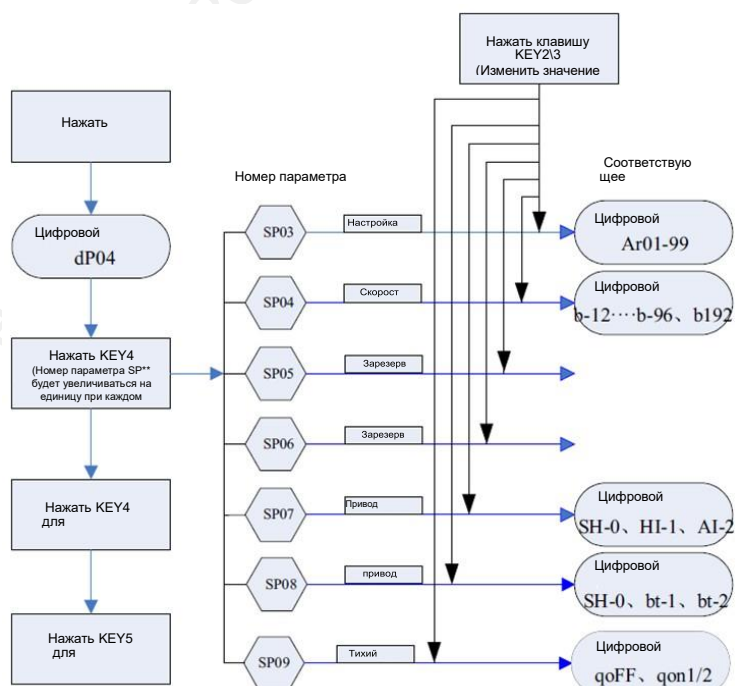 Нажать клавишу
KEY2\3
(Изменить значение
Нажать
Цифровой
dP04
Нажать KEY4
(Номер параметра SP**
будет увеличиваться на
единицу при каждом
Нажать KEY4
для
Нажать KEY5
для
Номер параметра
Соответствую
щее
SP03
Настройка
Цифровой
Ar01-99
SP04
Скорост
Цифровой
b-12····b-96、b192
SP05
Зарезерв
SP06
Зарезерв
SP07
Привод
Цифровой
SH-0、HI-1、AI-2
SP08
привод
Цифровой
SH-0、bt-1、bt-2
SP09
Тихий
Цифровой
qoFF、qon1/2